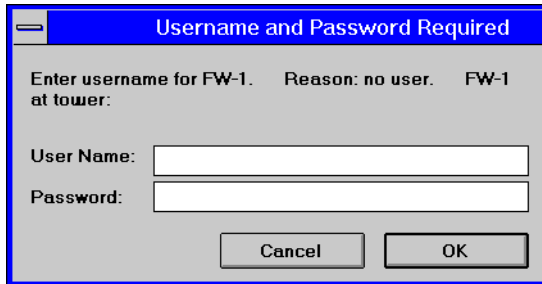 Username and Password Required
Enter username for FW-1. Reason: no user. FW-1
at tower:
User Name:
Password:
Cancel OK